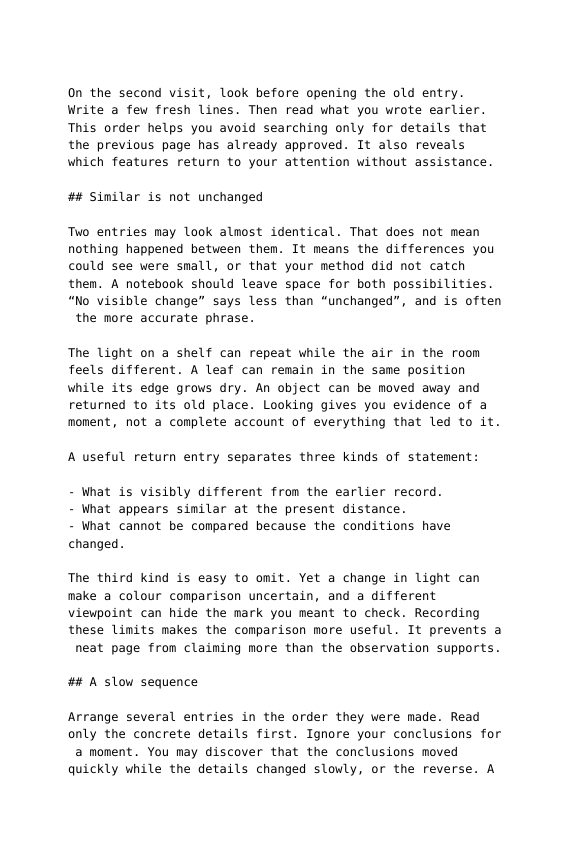 On the second visit, look before opening the old entry.
Write a few fresh lines. Then read what you wrote earlier.
This order helps you avoid searching only for details that
the previous page has already approved. It also reveals
which features return to your attention without assistance.

## Similar is not unchanged

Two entries may look almost identical. That does not mean
nothing happened between them. It means the differences you
could see were small, or that your method did not catch
them. A notebook should leave space for both possibilities.
“No visible change” says less than “unchanged”, and is often
the more accurate phrase.

The light on a shelf can repeat while the air in the room
feels different. A leaf can remain in the same position
while its edge grows dry. An object can be moved away and
returned to its old place. Looking gives you evidence of a
moment, not a complete account of everything that led to it.

A useful return entry separates three kinds of statement:

- What is visibly different from the earlier record.
- What appears similar at the present distance.
- What cannot be compared because the conditions have
changed.

The third kind is easy to omit. Yet a change in light can
make a colour comparison uncertain, and a different
viewpoint can hide the mark you meant to check. Recording
these limits makes the comparison more useful. It prevents a
neat page from claiming more than the observation supports.

## A slow sequence

Arrange several entries in the order they were made. Read
only the concrete details first. Ignore your conclusions for
a moment. You may discover that the conclusions moved
quickly while the details changed slowly, or the reverse. A